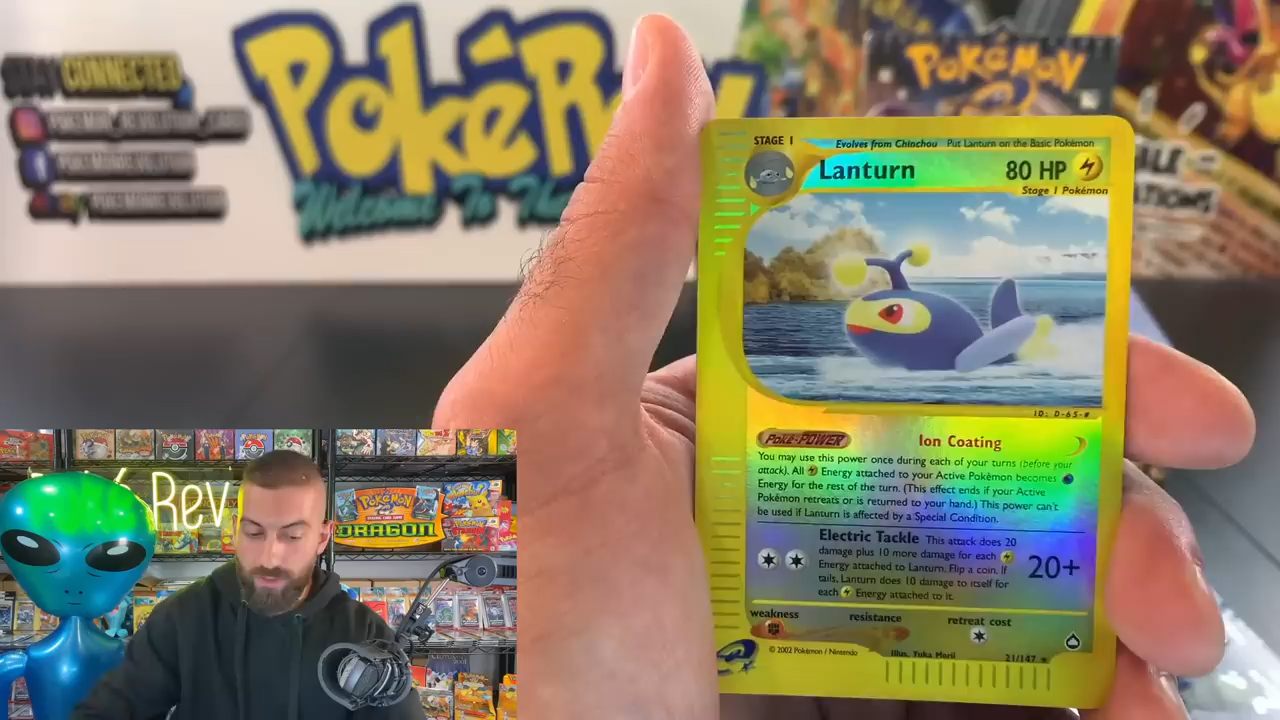 STAY CONNECTED
PokéR
Welcome To The
Pokémon
STAGE 1
Evolves from Chinchou Put Lanturn on the Basic Pokémon
Lanturn 80 HP
Stage 1 Pokémon
ID: D-65-#
Poké-POWER Ion Coating
You may use this power once during each of your turns (before your
attack). All Energy attached to your Active Pokémon becomes
Energy for the rest of the turn. (This effect ends if your Active
Pokémon retreats or is returned to your hand.) This power can't
be used if Lanturn is affected by a Special Condition.
Electric Tackle This attack does 20
damage plus 10 more damage for each
Energy attached to Lanturn. Flip a coin. If
tails, Lanturn does 10 damage to itself for
each Energy attached to it.
20+
weakness resistance retreat cost
© 2002 Pokémon / Nintendo
Illus. Yuka Morii 21/147
Rev
POKÉMON
DRAGON